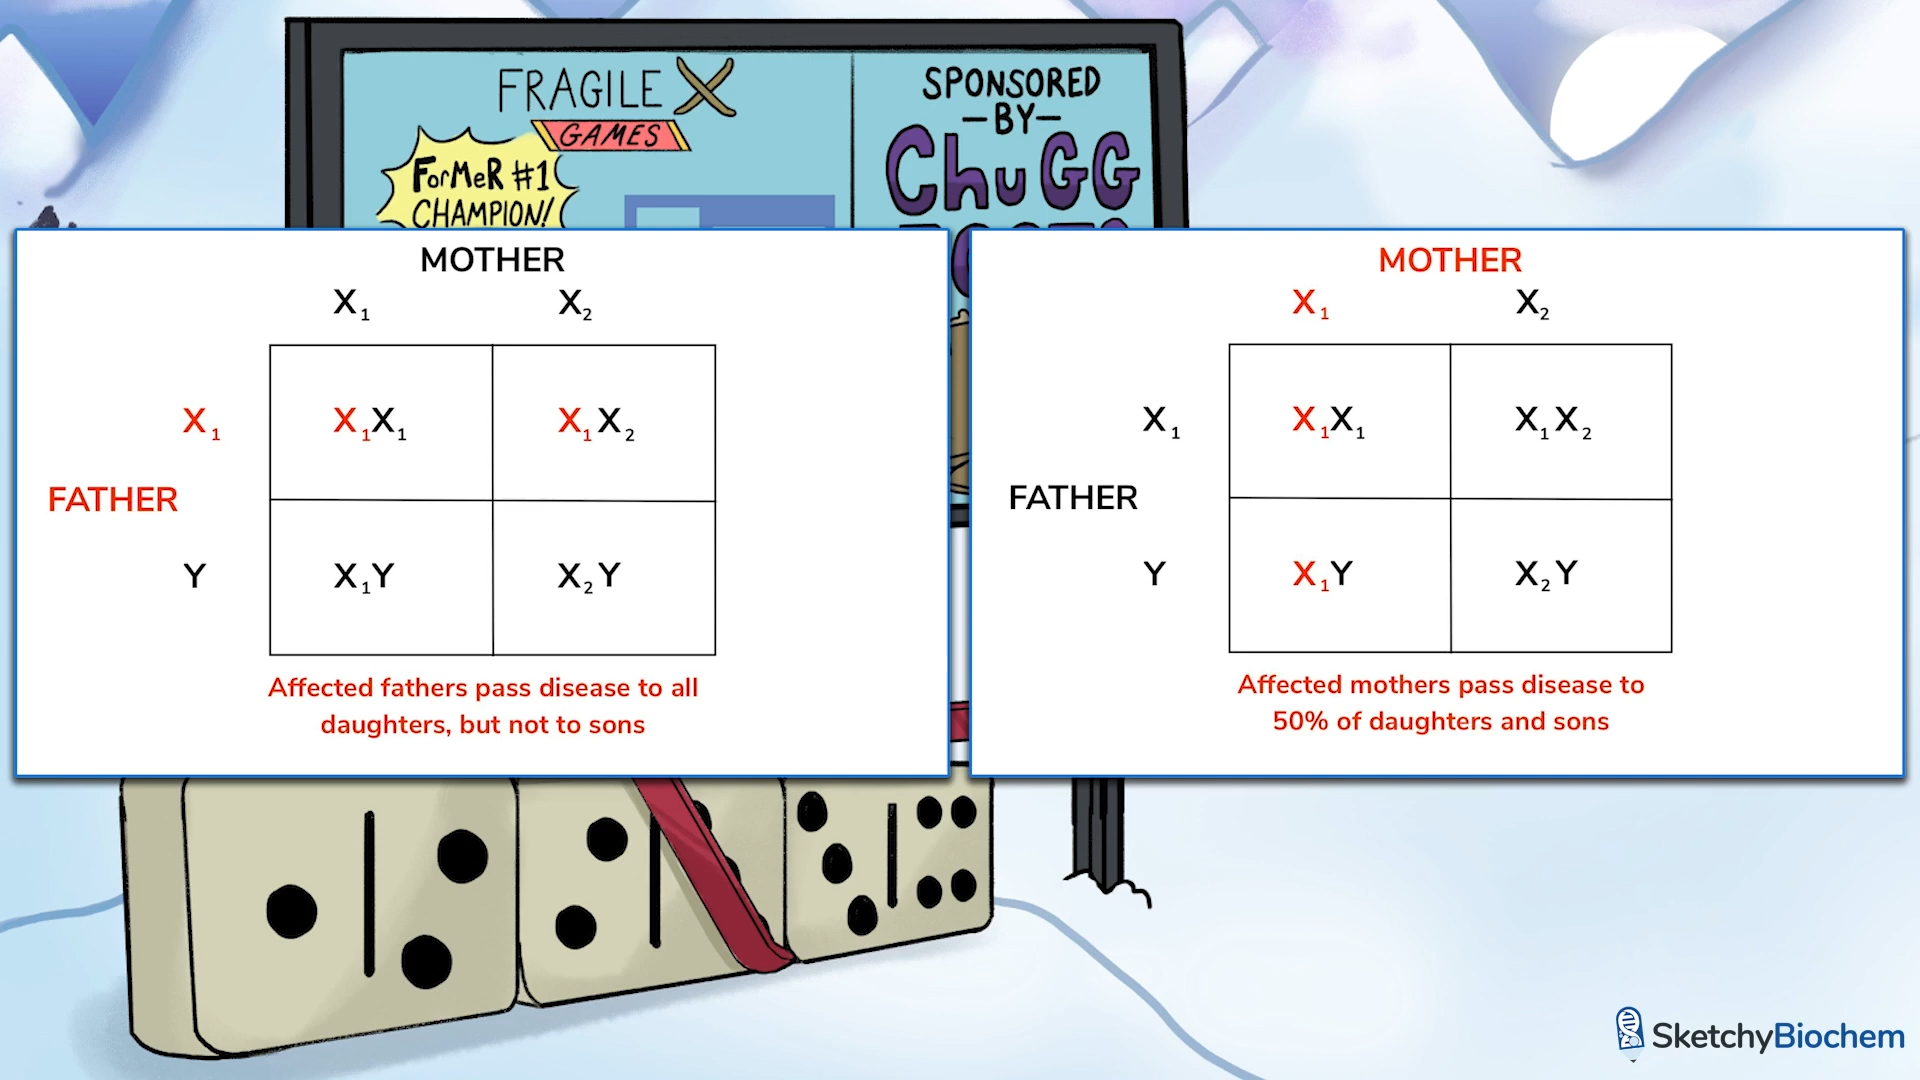 FRAGILE X
GAMES
ForMeR #1
CHAMPION!
SPONSORED
-BY-
ChuGG
MOTHER
X1 X2
X1 X1X1 X1X2
FATHER
Y X1Y X2Y
Affected fathers pass disease to all
daughters, but not to sons
MOTHER
X1 X2
X1 X1X1 X1X2
FATHER
Y X1Y X2Y
Affected mothers pass disease to
50% of daughters and sons
SketchyBiochem